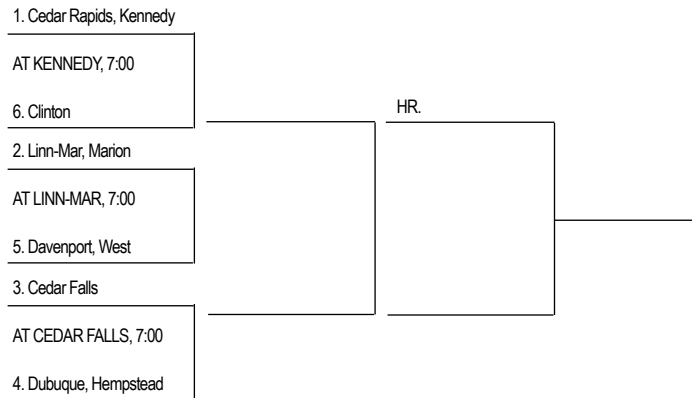 1. Cedar Rapids, Kennedy
AT KENNEDY, 7:00
6. Clinton
HR.
2. Linn-Mar, Marion
AT LINN-MAR, 7:00
5. Davenport, West
3. Cedar Falls
AT CEDAR FALLS, 7:00
4. Dubuque, Hempstead